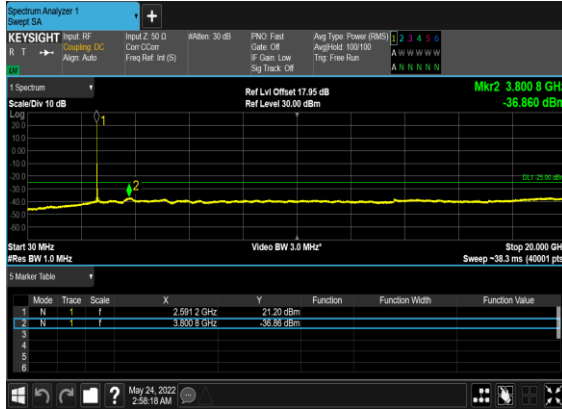 Spectrum Analyzer 1
Swept SA
+
KEYSIGHT Input: RF Input Z: 50 Ω #Atten: 30 dB PNO: Fast Avg Type: Power (RMS) 1 2 3 4 5 6
R T Coupling: DC Corr CCorr Gate: Off Avg|Hold: 100/100 A W W W W W
Align: Auto Freq Ref: Int (S) IF Gain: Low Trig: Free Run
Sig Track: Off A N N N N N
1 Spectrum Ref Lvl Offset 17.95 dB Mkr2 3.800 8 GHz
Scale/Div 10 dB Ref Level 30.00 dBm -36.860 dBm
Log
1
20.0
10.0
0.00
-10.0
-20.0
DL1 -25.00 dBm
2
-30.0
-40.0
-50.0
-60.0
Start 30 MHz Video BW 3.0 MHz* Stop 20.000 GHz
#Res BW 1.0 MHz Sweep ~38.3 ms (40001 pts)
5 Marker Table
Mode Trace Scale X Y Function Function Width Function Value
1 N 1 f 2.591 2 GHz 21.20 dBm
2 N 1 f 3.800 8 GHz -36.86 dBm
3
4
5
6
? May 24, 2022
2:58:18 AM